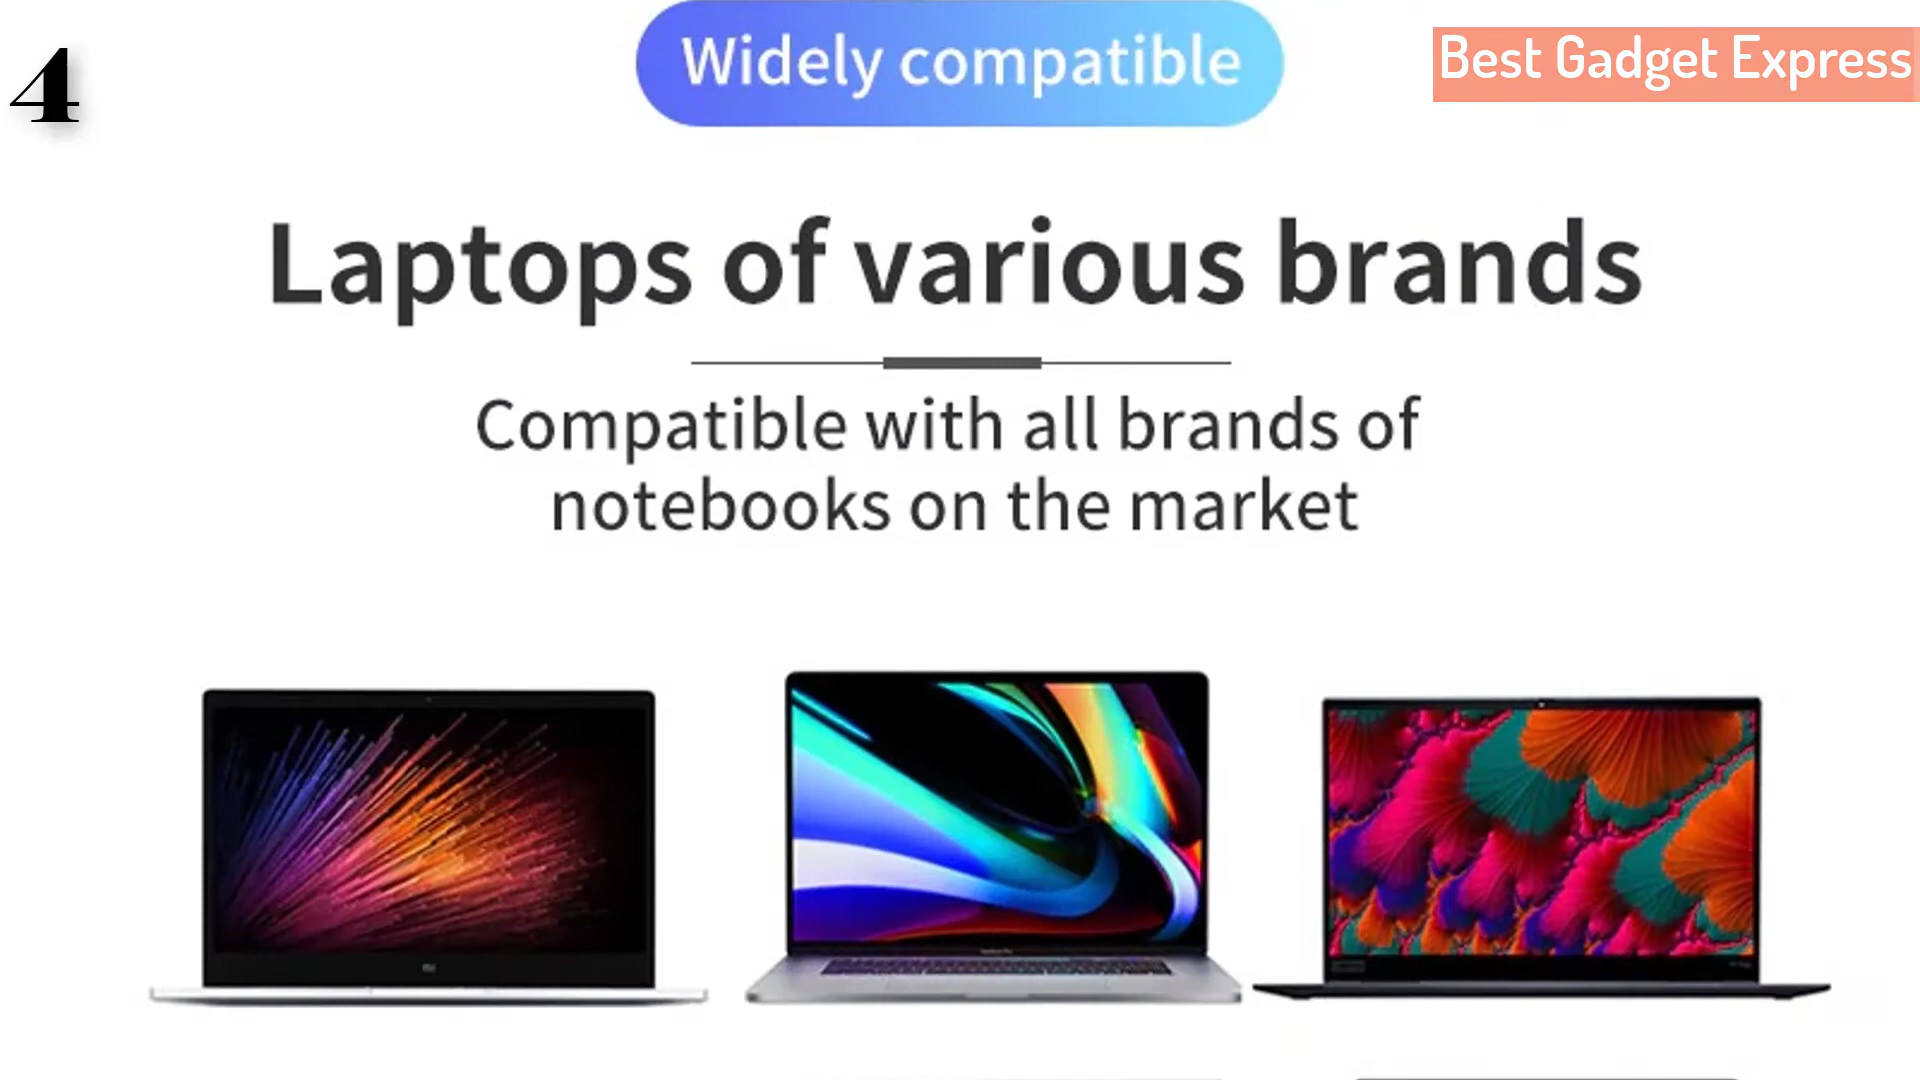 4
Widely compatible
Best Gadget Express
Laptops of various brands
Compatible with all brands of
notebooks on the market
mi